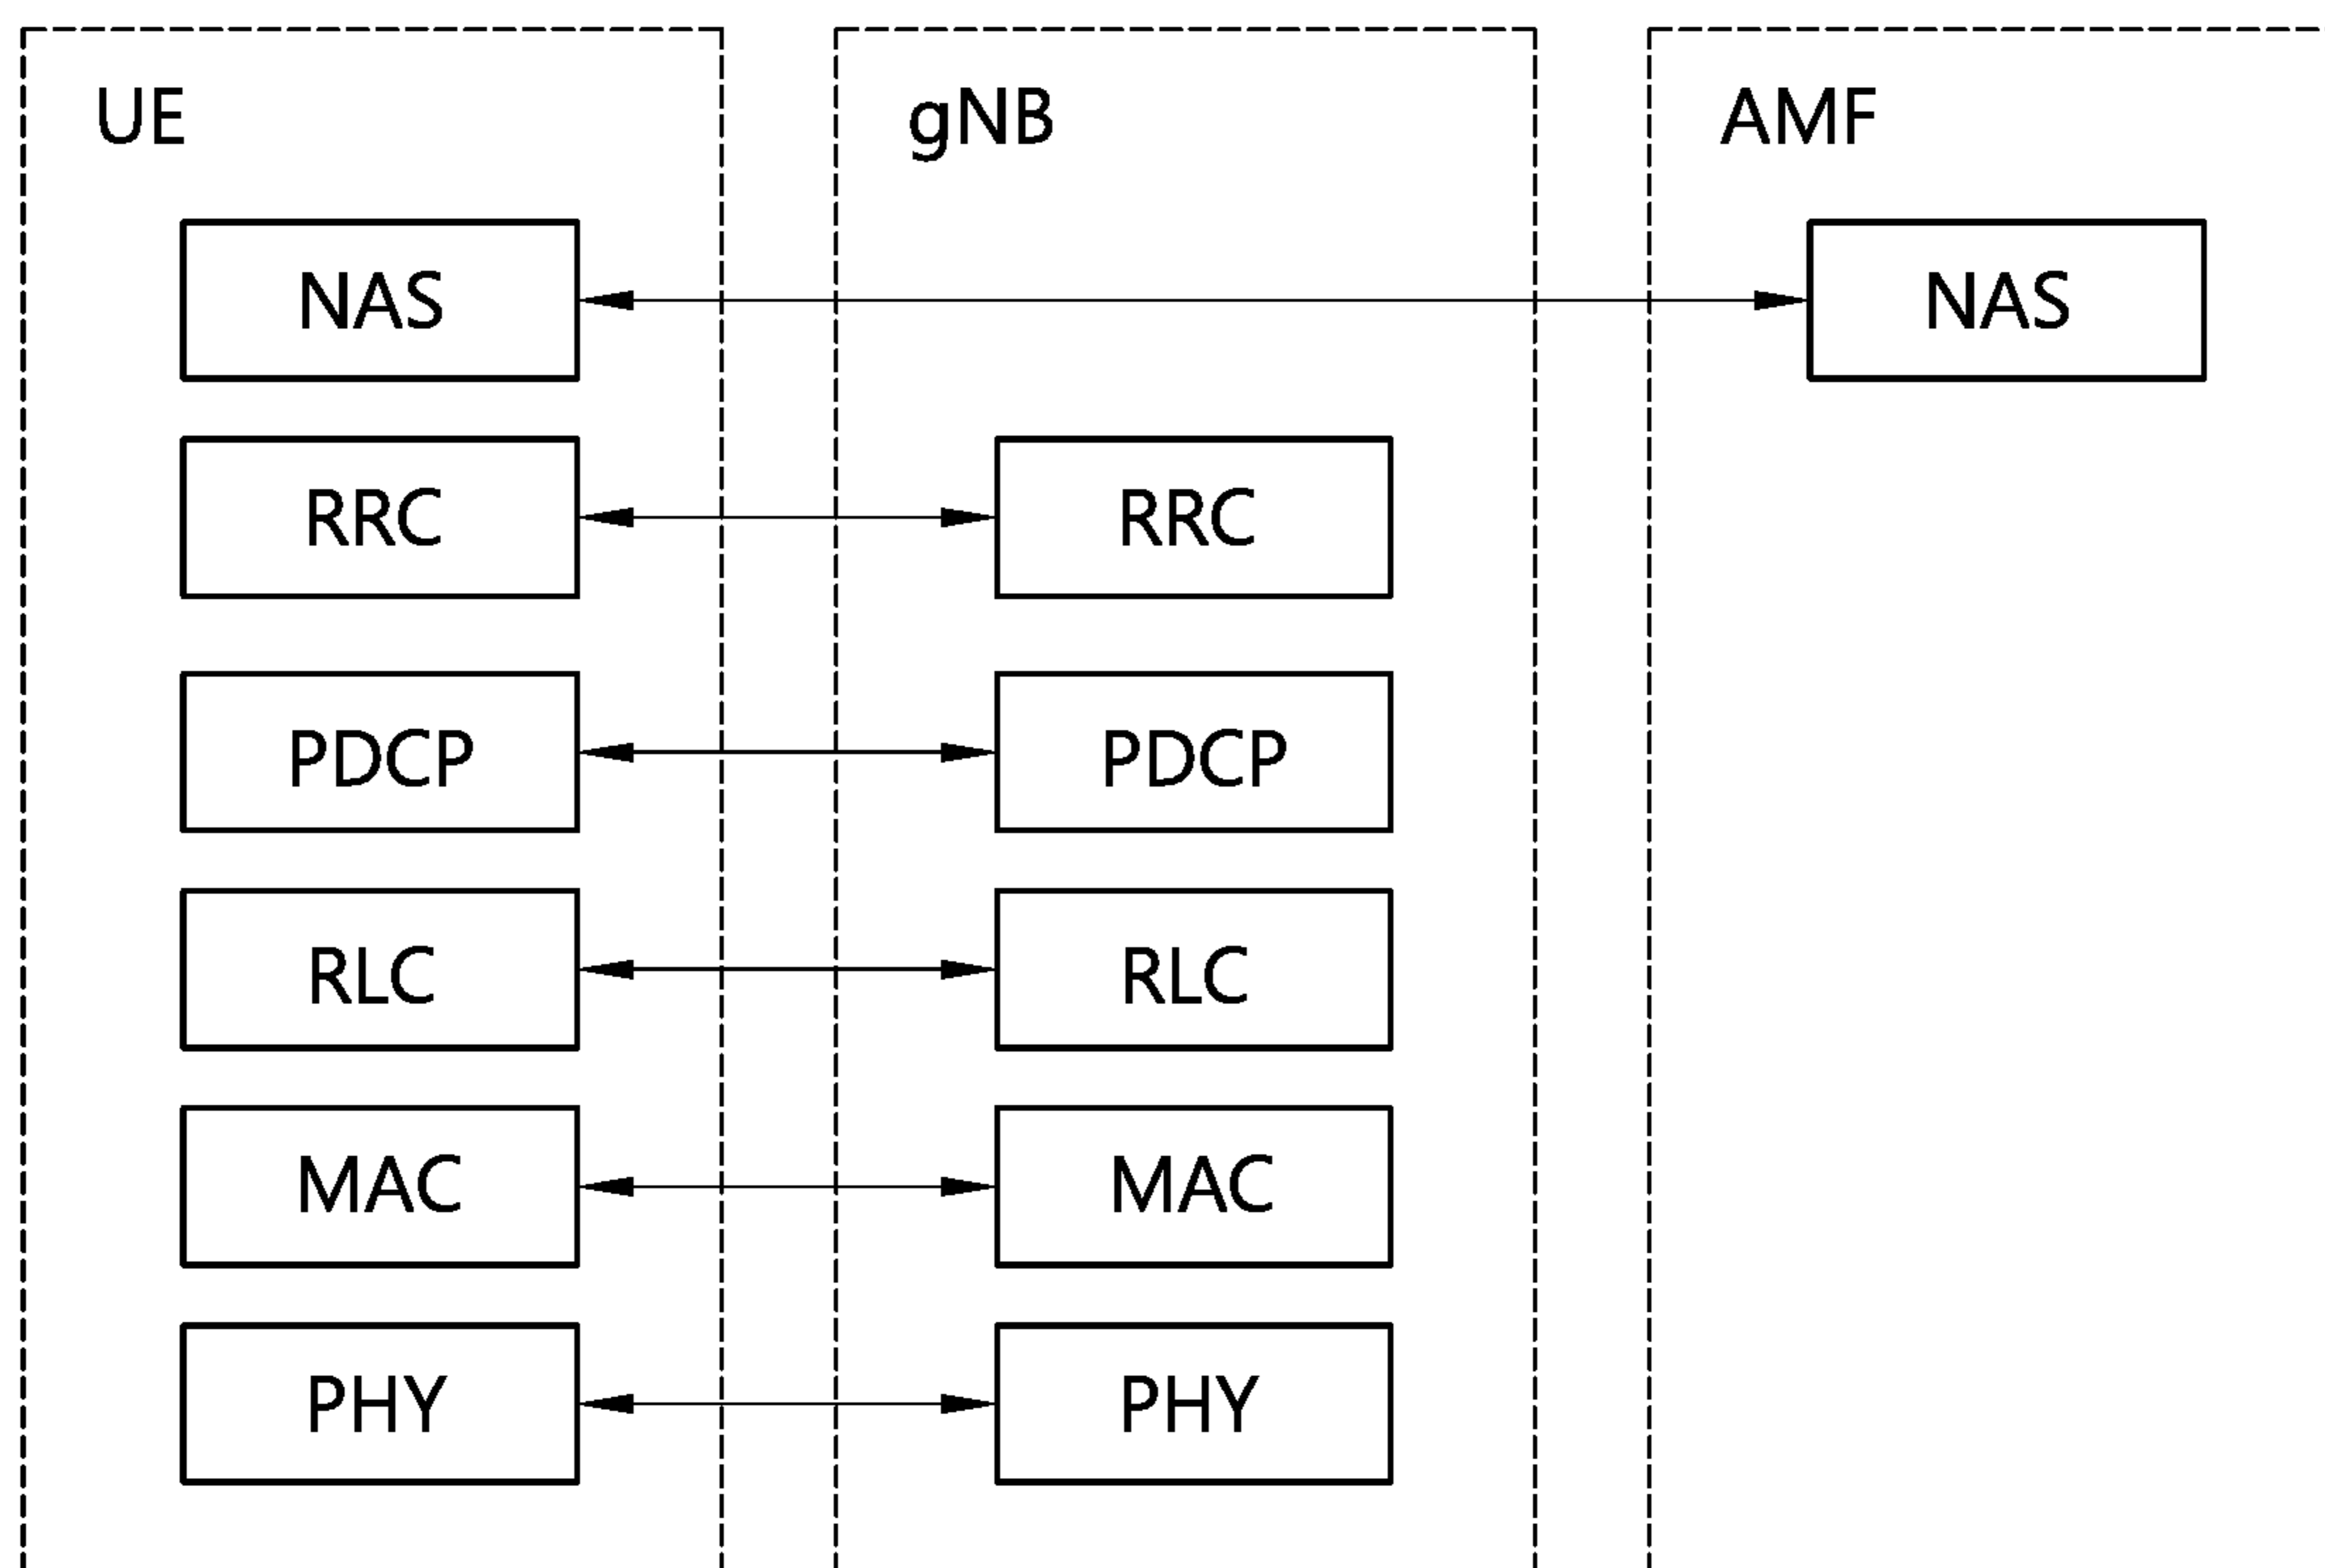 UE gNB AMF
NAS NAS
RRC RRC
PDCP PDCP
RLC RLC
MAC MAC
PHY PHY